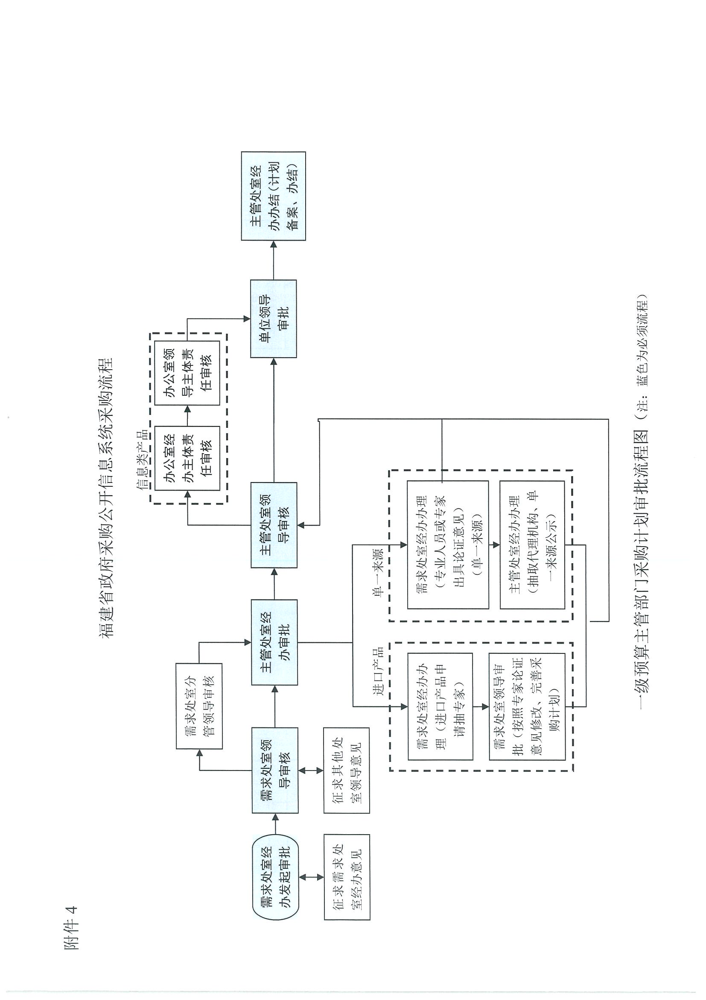 附件 4
福建省政府采购公开信息系统采购流程
信息类产品
办公室经
办主体责
任审核
办公室领
导主体责
任审核
需求处室分
管领导审核
需求处室经
办发起审批
需求处室领
导审核
主管处室经
办审批
主管处室领
导审核
单位领导
审批
主管处室经
办办结（计划
备案、办结）
征求需求处
室经办意见
征求其他处
室领导意见
进口产品
单一来源
需求处室经办办
理（进口产品申
请抽专家）
需求处室领导审
批（按照专家论证
意见修改、完善采
购计划）
需求处室经办办理
（专业人员或专家
出具论证意见）
（单一来源）
主管处室经办办理
（抽取代理机构、单
一来源公示）
一级预算主管部门采购计划审批流程图（注：蓝色为必须流程）